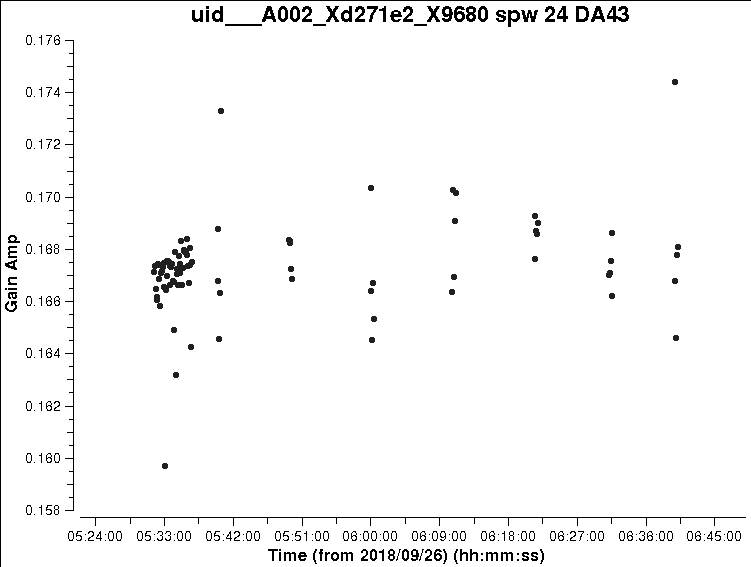 uid___A002_Xd271e2_X9680 spw 24 DA43
0.176
0.174
0.172
0.170
0.168
0.166
0.164
0.162
0.160
0.158
Gain Amp
05:24:00 05:33:00 05:42:00 05:51:00 06:00:00 06:09:00 06:18:00 06:27:00 06:36:00 06:45:00
Time (from 2018/09/26) (hh:mm:ss)